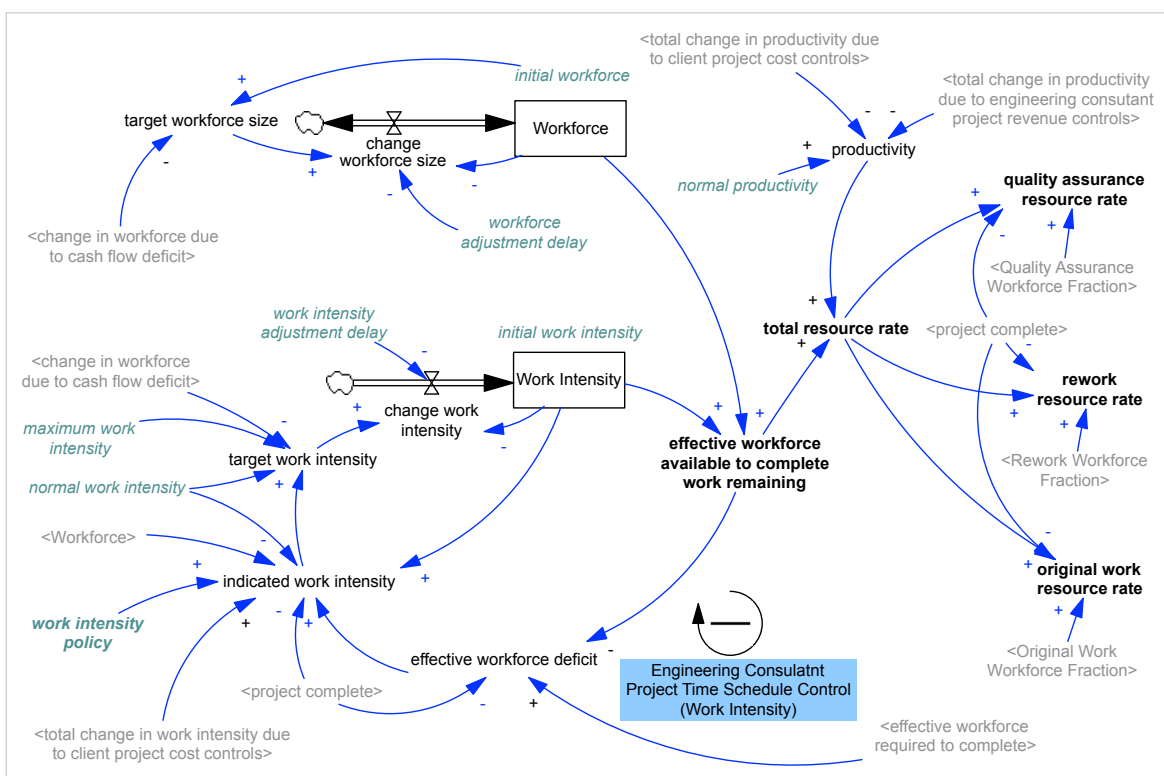 <total change in productivity due
to client project cost controls>
initial workforce
<total change in productivity
due to engineering consutant
project revenue controls>
+
target workforce size
-
change
workforce size
+
-
-
Workforce
- -
productivity
+
normal productivity
quality assurance
resource rate
+
-
+
<change in workforce due
to cash flow deficit>
workforce
adjustment delay
<Quality Assurance
Workforce Fraction>
work intensity
adjustment delay
initial work intensity
+
total resource rate
+
<project complete>
<change in workforce
due to cash flow deficit>
-
Work Intensity
-
rework
resource rate
+
+
maximum work
intensity
-
-
+
change work
intensity
-
+
+
target work intensity
effective workforce
available to complete
work remaining
normal work intensity
+
+
<Rework Workforce
Fraction>
<Workforce>
-
-
-
+
indicated work intensity
+
+
original work
resource rate
+
work intensity
policy
+
-
+
effective workforce deficit
-
Engineering Consulatnt
Project Time Schedule Control
(Work Intensity)
<Original Work
Workforce Fraction>
<project complete>
-
+
<total change in work intensity due
to client project cost controls>
<effective workforce
required to complete>